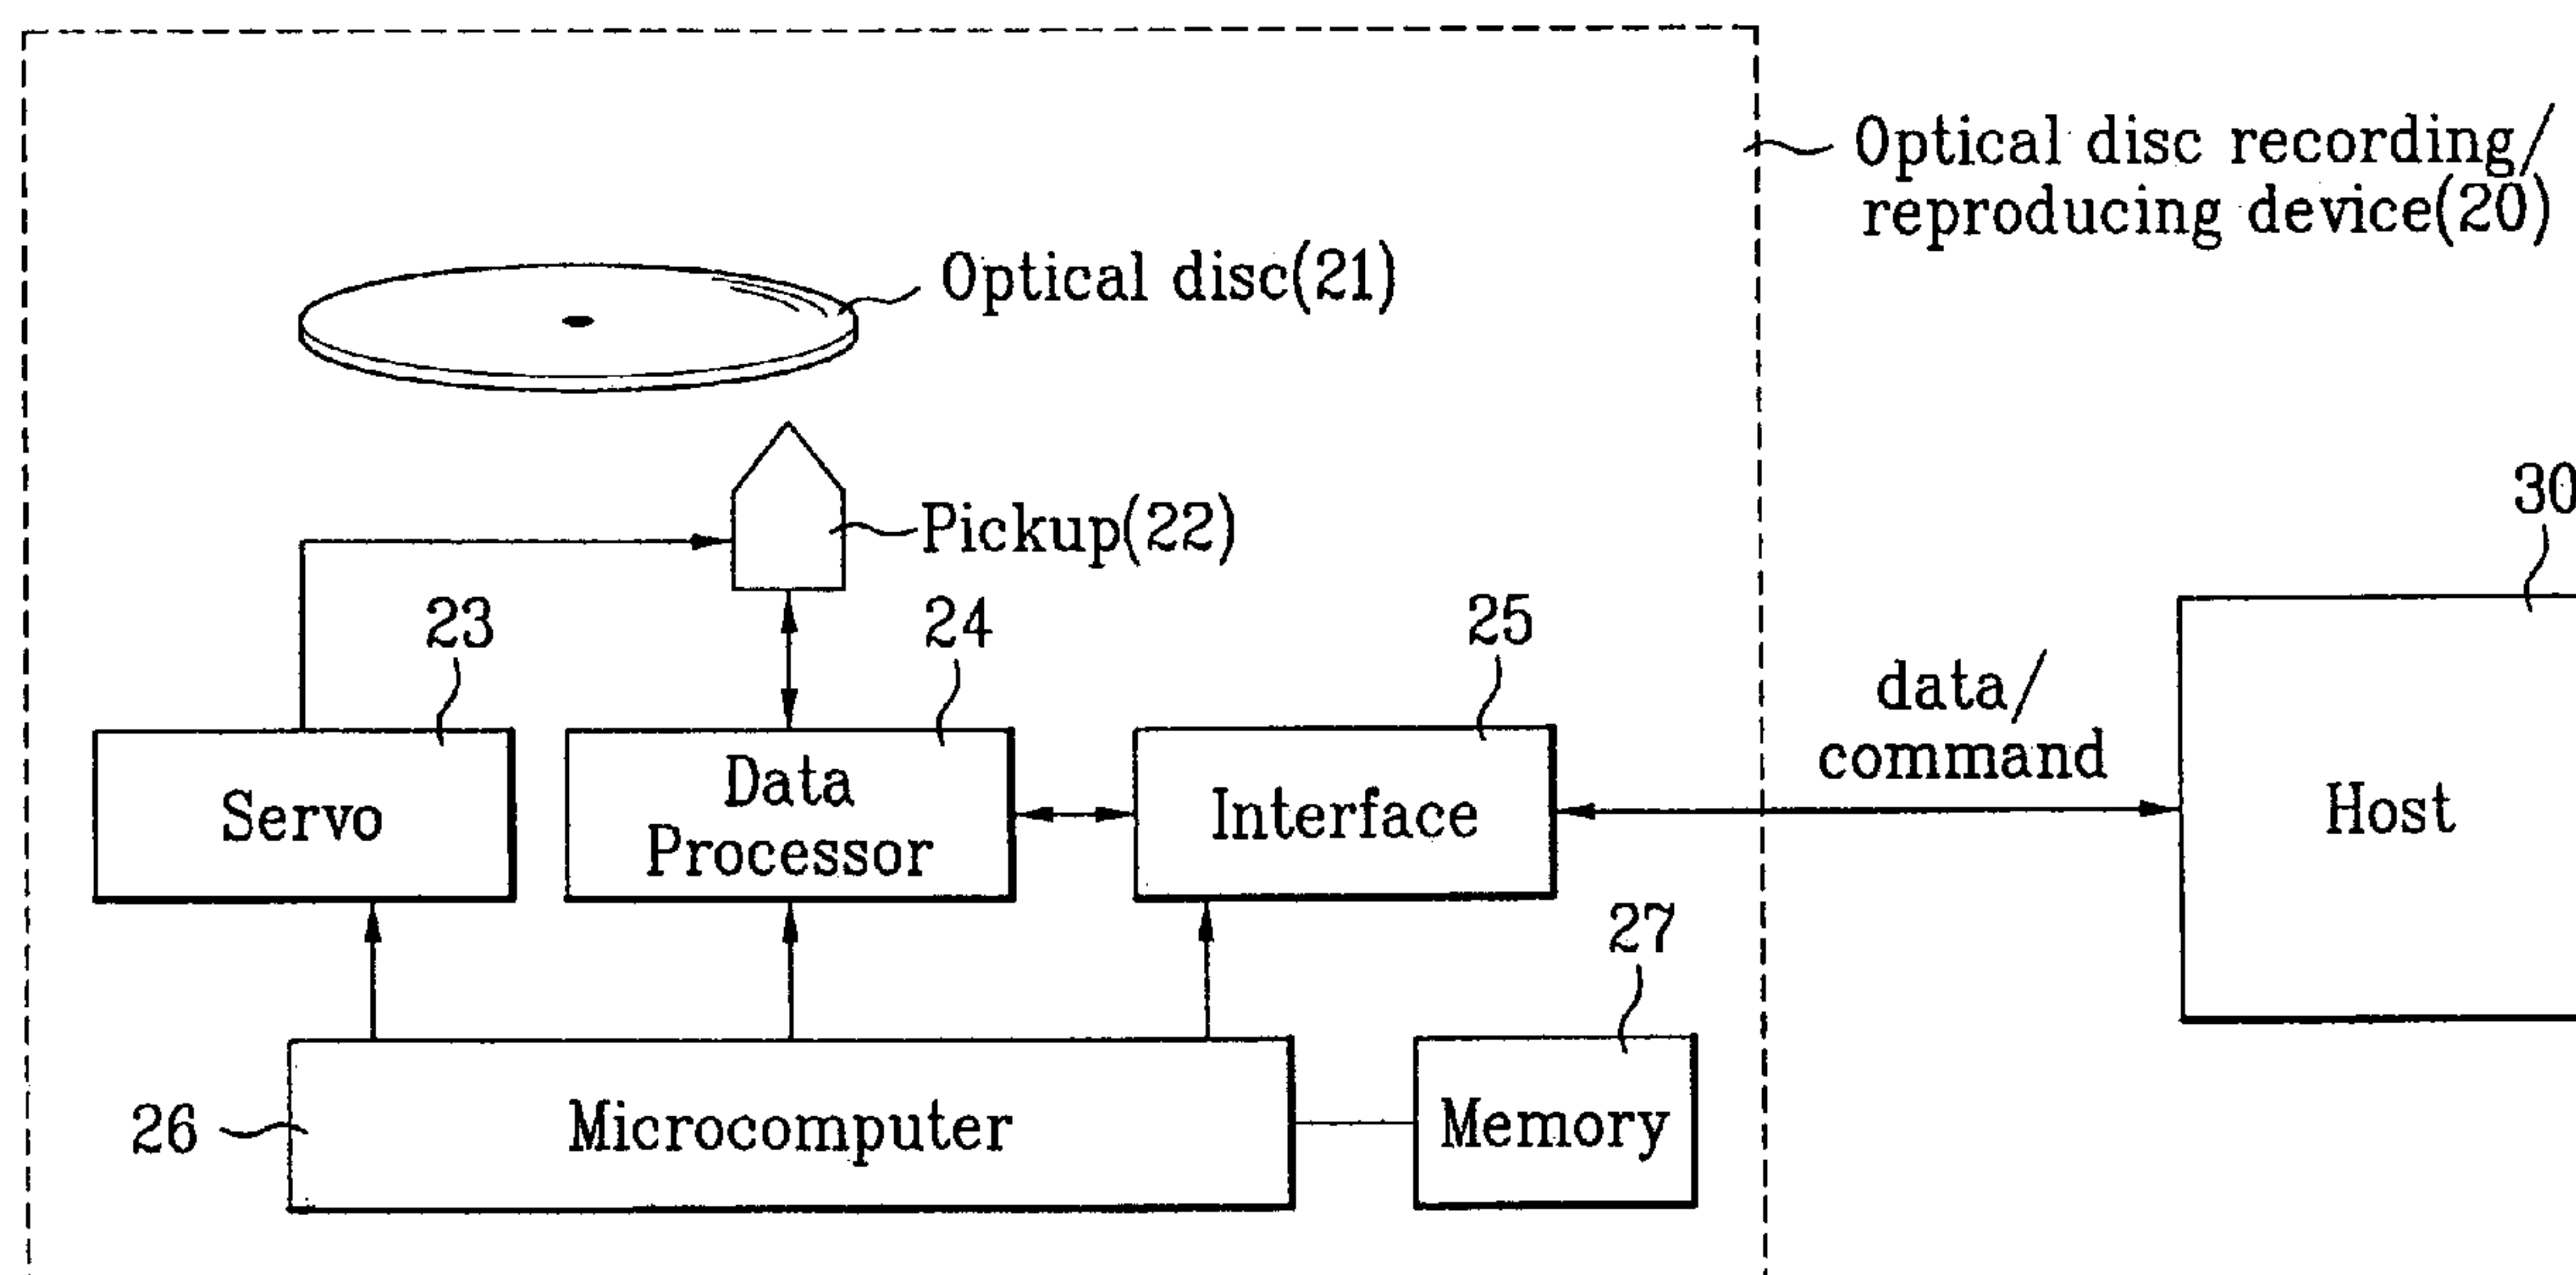 Optical disc recording/
reproducing device(20)
Optical disc(21)
Pickup(22)
30
23
24
25
data/
command
Servo
Data
Processor
Interface
Host
27
26
Microcomputer
Memory